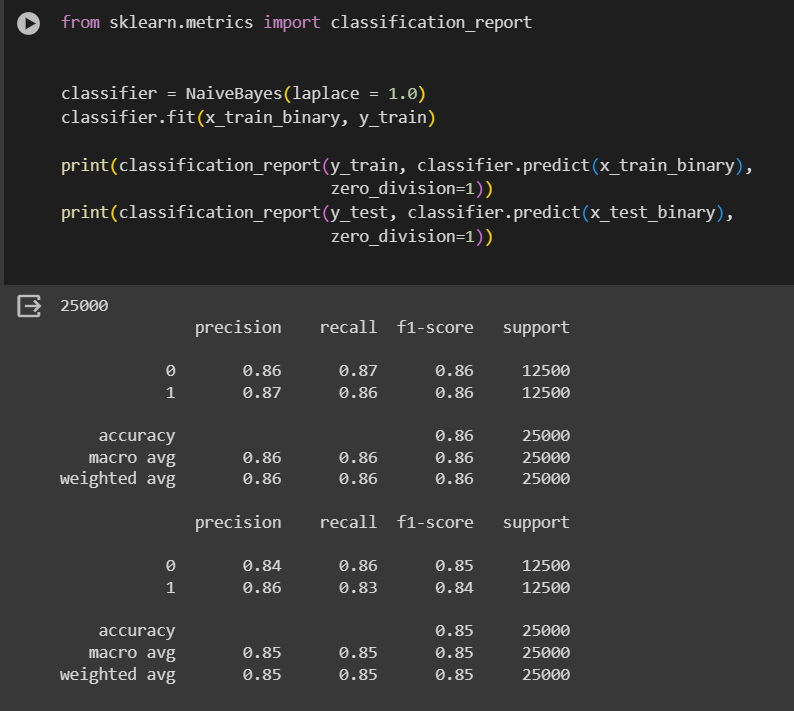 from sklearn.metrics import classification_report
classifier = NaiveBayes(laplace = 1.0)
classifier.fit(x_train_binary, y_train)
print(classification_report(y_train, classifier.predict(x_train_binary),
zero_division=1))
print(classification_report(y_test, classifier.predict(x_test_binary),
zero_division=1))
25000
precision recall f1-score support
0 0.86 0.87 0.86 12500
1 0.87 0.86 0.86 12500
accuracy 0.86 25000
macro avg 0.86 0.86 0.86 25000
weighted avg 0.86 0.86 0.86 25000
precision recall f1-score support
0 0.84 0.86 0.85 12500
1 0.86 0.83 0.84 12500
accuracy 0.85 25000
macro avg 0.85 0.85 0.85 25000
weighted avg 0.85 0.85 0.85 25000